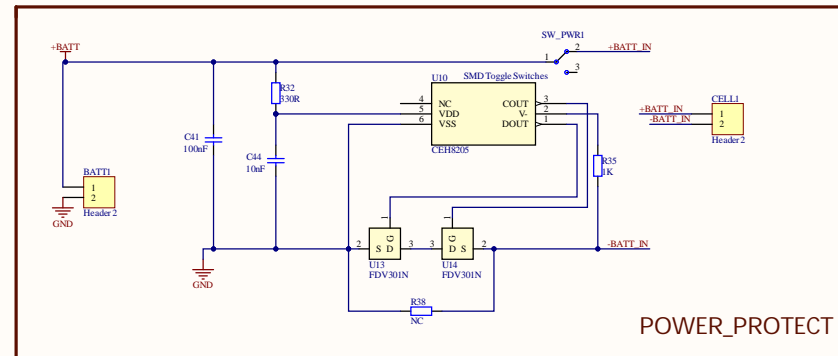 SW_PWR1
+BATT
2
+BATT_IN
1
3
U10
SMD Toggle Switches
R32
330R
4
NC
COUT
3
5
VDD
V-
2
6
VSS
DOUT
1
CEH8205
+BATT_IN
-BATT_IN
CELL1
1
2
Header 2
C41
100nF
C44
10nF
R35
1K
BATT1
1
2
Header 2
GND
1
1
2
S
G
D
3
3
G
D
S
2
-BATT_IN
U13
FDV301N
U14
FDV301N
GND
R38
NC
POWER_PROTECT